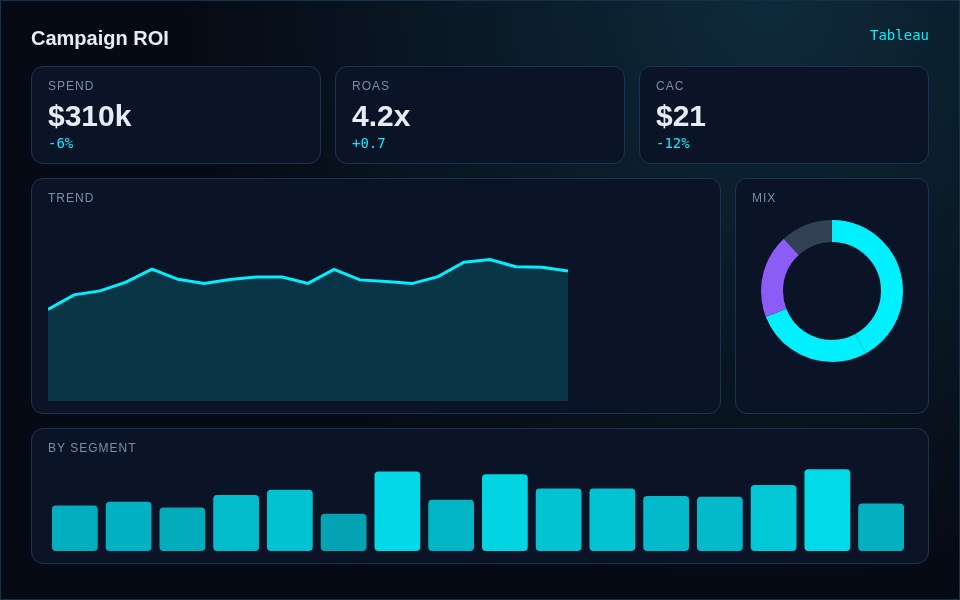 Campaign ROI
Tableau
SPEND
$310k
-6%
ROAS
4.2x
+0.7
CAC
$21
-12%
TREND
MIX
BY SEGMENT